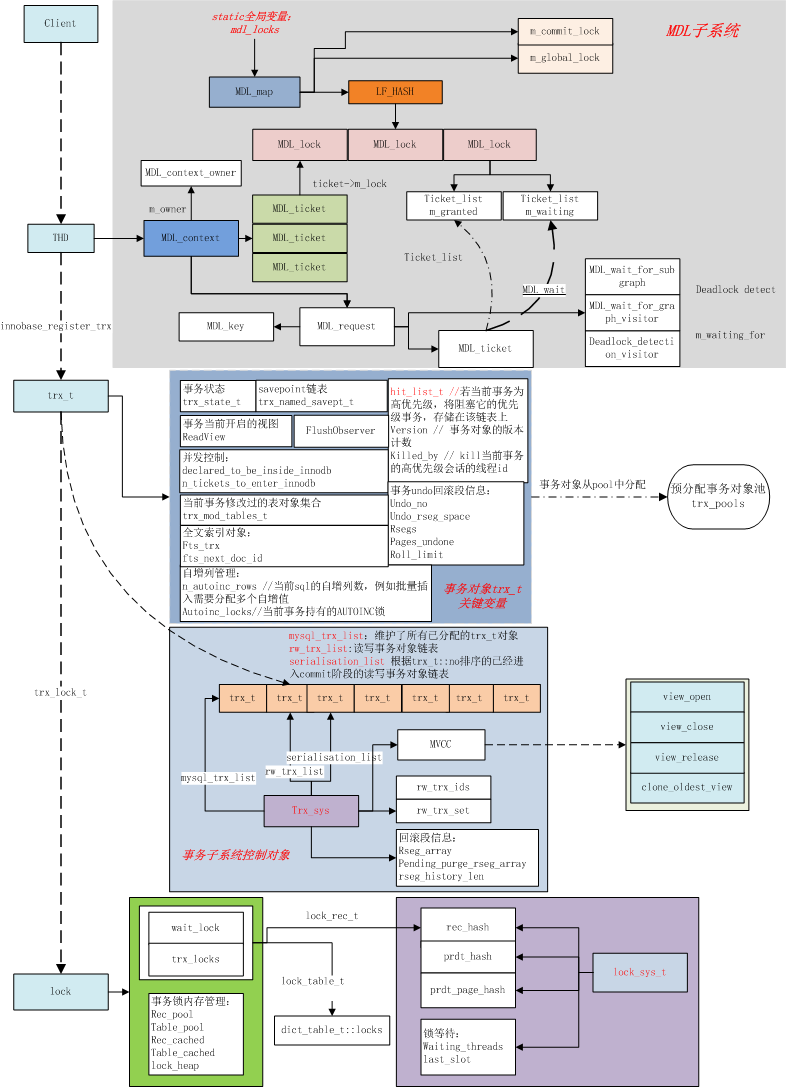 Client
static全局变量:
mdl_locks
MDL子系统
m_commit_lock
m_global_lock
MDL_map
LF_HASH
MDL_lock
MDL_lock
MDL_lock
MDL_context_owner
ticket->m_lock
m_owner
MDL_ticket
MDL_ticket
MDL_ticket
Ticket_list
m_granted
Ticket_list
m_waiting
THD
MDL_context
Ticket_list
MDL_wait
MDL_wait_for_sub
graph
MDL_wait_for_gra
ph_visitor
Deadlock_detecti
on_visitor
Deadlock detect
m_waiting_for
innobase_register_trx
MDL_key
MDL_request
MDL_ticket
trx_t
事务状态
trx_state_t
savepoint链表
trx_named_savept_t
hit_list_t //若当前事务为
高优先级，将阻塞它的优先
级事务，存储在该链表上
Version // 事务对象的版本
计数
Killed_by // kill当前事务
的高优先级会话的线程id
事务当前开启的视图
ReadView
FlushObserver
并发控制:
declared_to_be_inside_innodb
n_tickets_to_enter_innodb
当前事务修改过的表对象集合
trx_mod_tables_t
全文索引对象:
Fts_trx
fts_next_doc_id
事务undo回滚段信息:
Undo_no
Undo_rseg_space
Rsegs
Pages_undone
Roll_limit
自增列管理:
n_autoinc_rows //当前sql的自增列数，例如批量插
入需要分配多个自增值
Autoinc_locks//当前事务持有的AUTOINC锁
事务对象trx_t
关键变量
事务对象从pool中分配
预分配事务对象池
trx_pools
mysql_trx_list: 维护了所有已分配的trx_t对象
rw_trx_list:读写事务对象链表
serialisation_list 根据trx_t::no排序的已经进
入commit阶段的读写事务对象链表
trx_t
trx_t
trx_t
trx_t
trx_t
trx_t
trx_t
trx_lock_t
mysql_trx_list
rw_trx_list
serialisation_list
MVCC
view_open
view_close
view_release
clone_oldest_view
Trx_sys
rw_trx_ids
rw_trx_set
事务子系统控制对象
回滚段信息:
Rseg_array
Pending_purge_rseg_array
rseg_history_len
lock
wait_lock
trx_locks
事务锁内存管理:
Rec_pool
Table_pool
Rec_cached
Table_cached
lock_heap
lock_rec_t
lock_table_t
dict_table_t::locks
rec_hash
prdt_hash
prdt_page_hash
lock_sys_t
锁等待:
Waiting_threads
last_slot